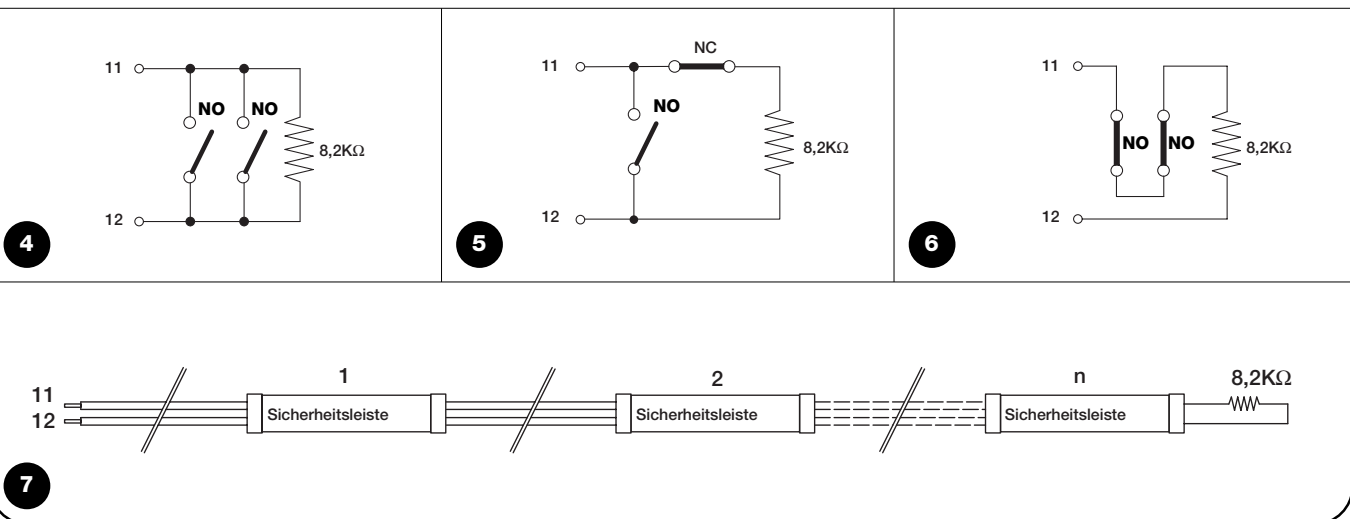 11
NO NO
8,2KΩ
12
4
NC
11
NO
8,2KΩ
12
5
11
NO NO
8,2KΩ
12
6
1 2 n 8,2KΩ
11
12
Sicherheitsleiste Sicherheitsleiste Sicherheitsleiste
7